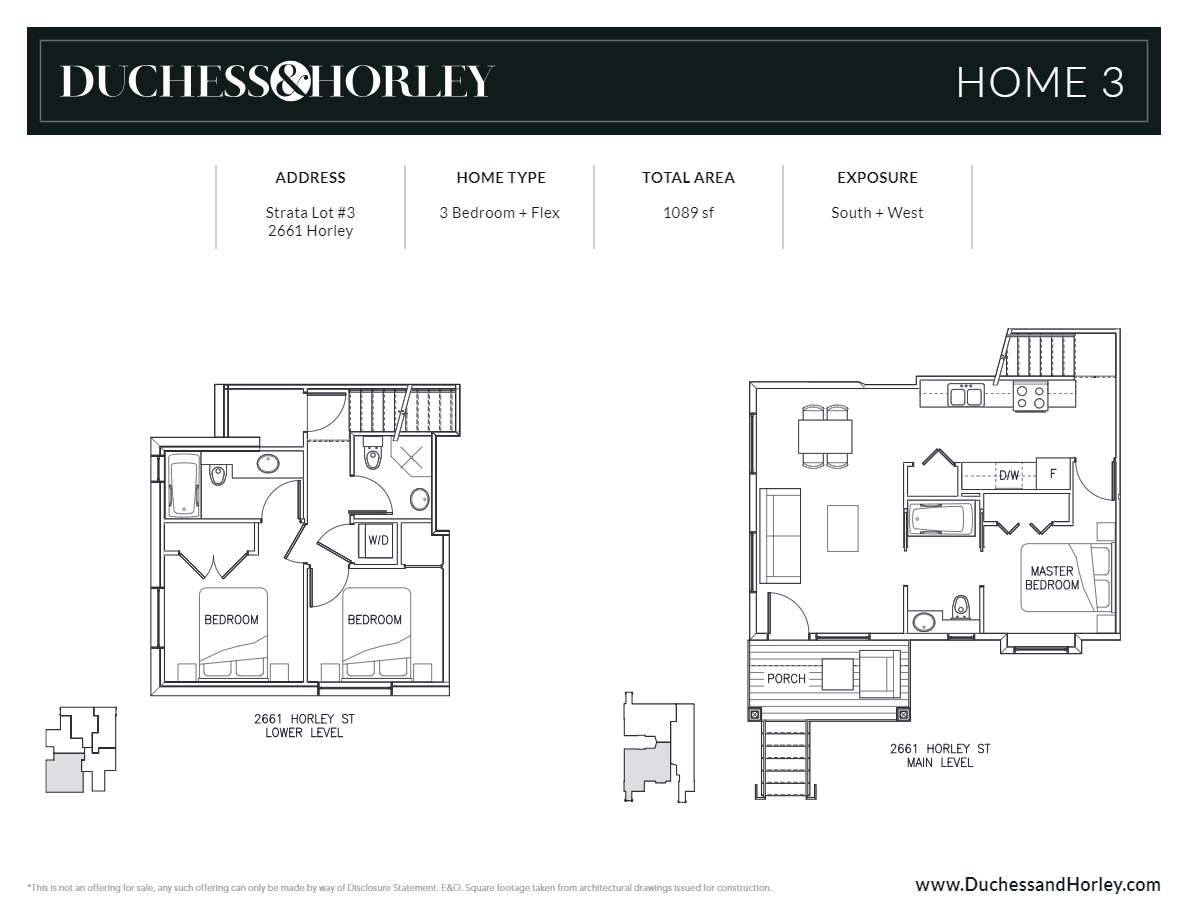 DUCHESS&HORLEY
HOME 3
ADDRESS
Strata Lot #3
2661 Horley
HOME TYPE
3 Bedroom + Flex
TOTAL AREA
1089 sf
EXPOSURE
South + West
W/D
BEDROOM
BEDROOM
2661 HORLEY ST
LOWER LEVEL
D/W
F
MASTER
BEDROOM
PORCH
2661 HORLEY ST
MAIN LEVEL
*This is not an offering for sale, any such offering can only be made by way of Disclosure Statement. E&O. Square footage taken from architectural drawings issued for construction.
www.DuchessandHorley.com